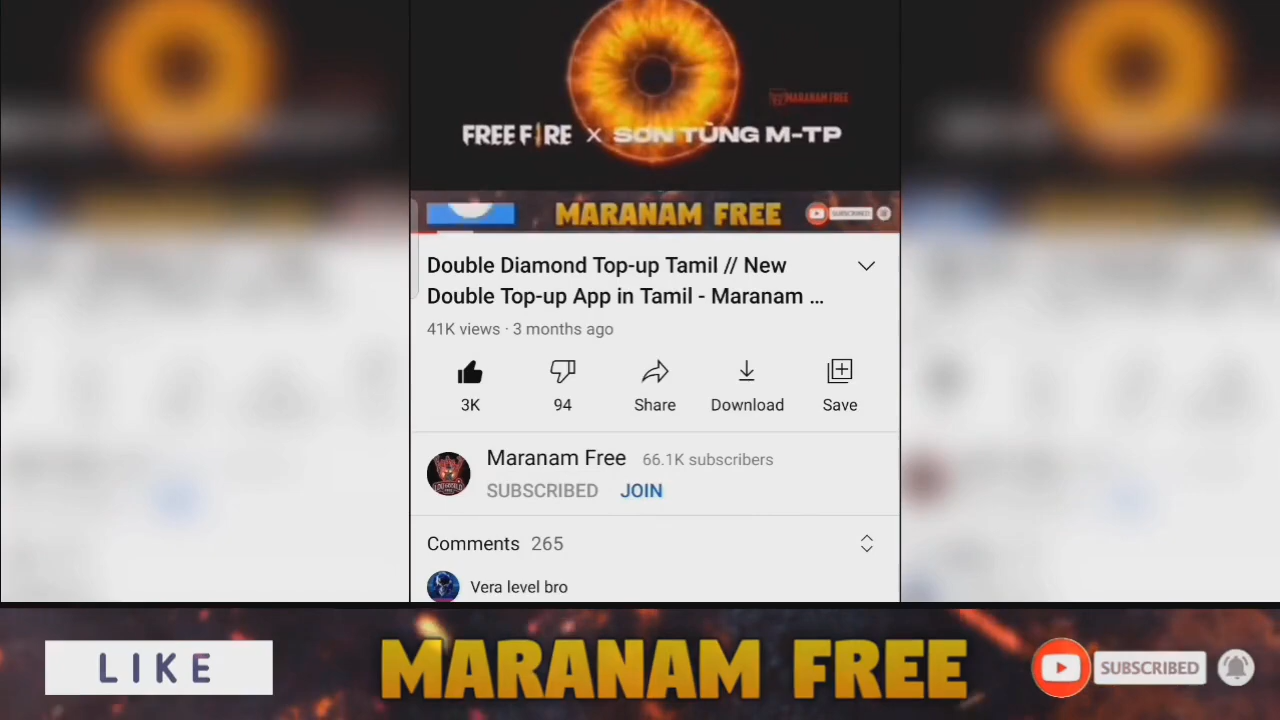 MARANAM FREE
FREE FIRE X SƠN TÙNG M-TP
MARANAM FREE
SUBSCRIBED
Double Diamond Top-up Tamil // New
Double Top-up App in Tamil - Maranam ...
41K views · 3 months ago
3K
94
Share
Download
Save
Maranam Free 66.1K subscribers
SUBSCRIBED JOIN
Comments 265
Vera level bro
LIKE
MARANAM FREE
SUBSCRIBED